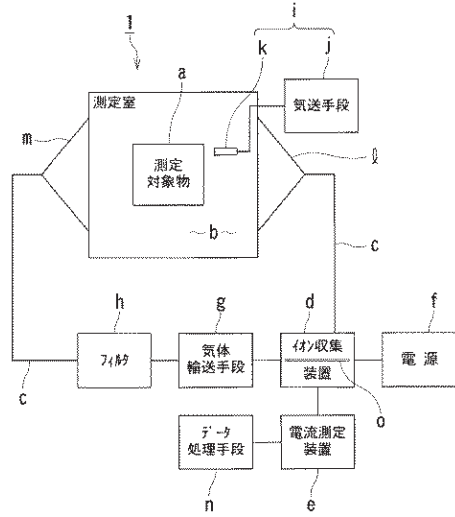 1
i
k
j
a
気送手段
測定室
m
測定
対象物
ℓ
b
c
h
g
d
f
フィルタ
気体
輸送手段
イオン収集
装置
電源
c
o
データ
処理手段
電流測定
装置
n
e